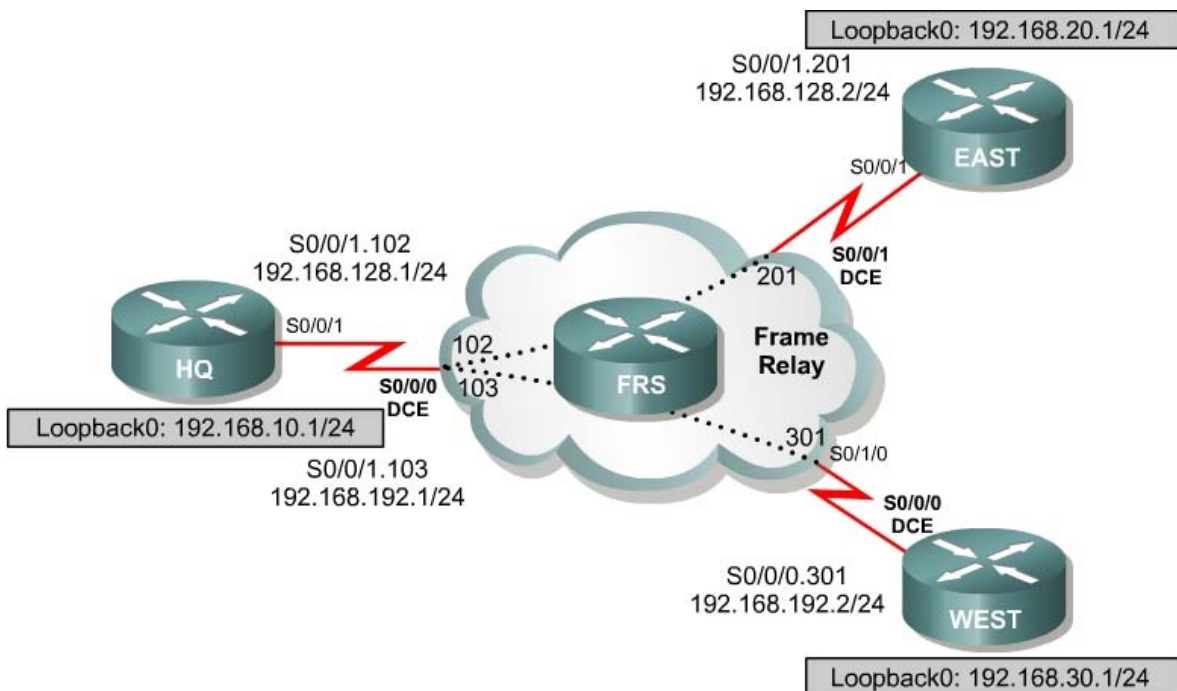 Loopback0: 192.168.20.1/24
S0/0/1.201
192.168.128.2/24
EAST
S0/0/1
S0/0/1
DCE
201
S0/0/1.102
192.168.128.1/24
S0/0/1
HQ
102
103
S0/0/0
DCE
FRS
Frame
Relay
Loopback0: 192.168.10.1/24
S0/0/1.103
192.168.192.1/24
301
S0/1/0
S0/0/0
DCE
S0/0/0.301
192.168.192.2/24
WEST
Loopback0: 192.168.30.1/24